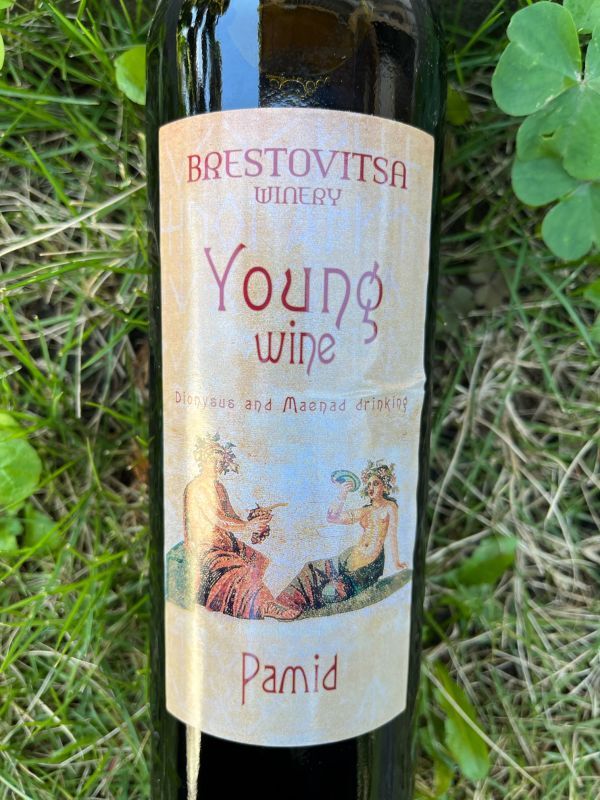 BRESTOVITSA
WINERY
Young
wine
Dionysus and Maenad drinking
Pamid